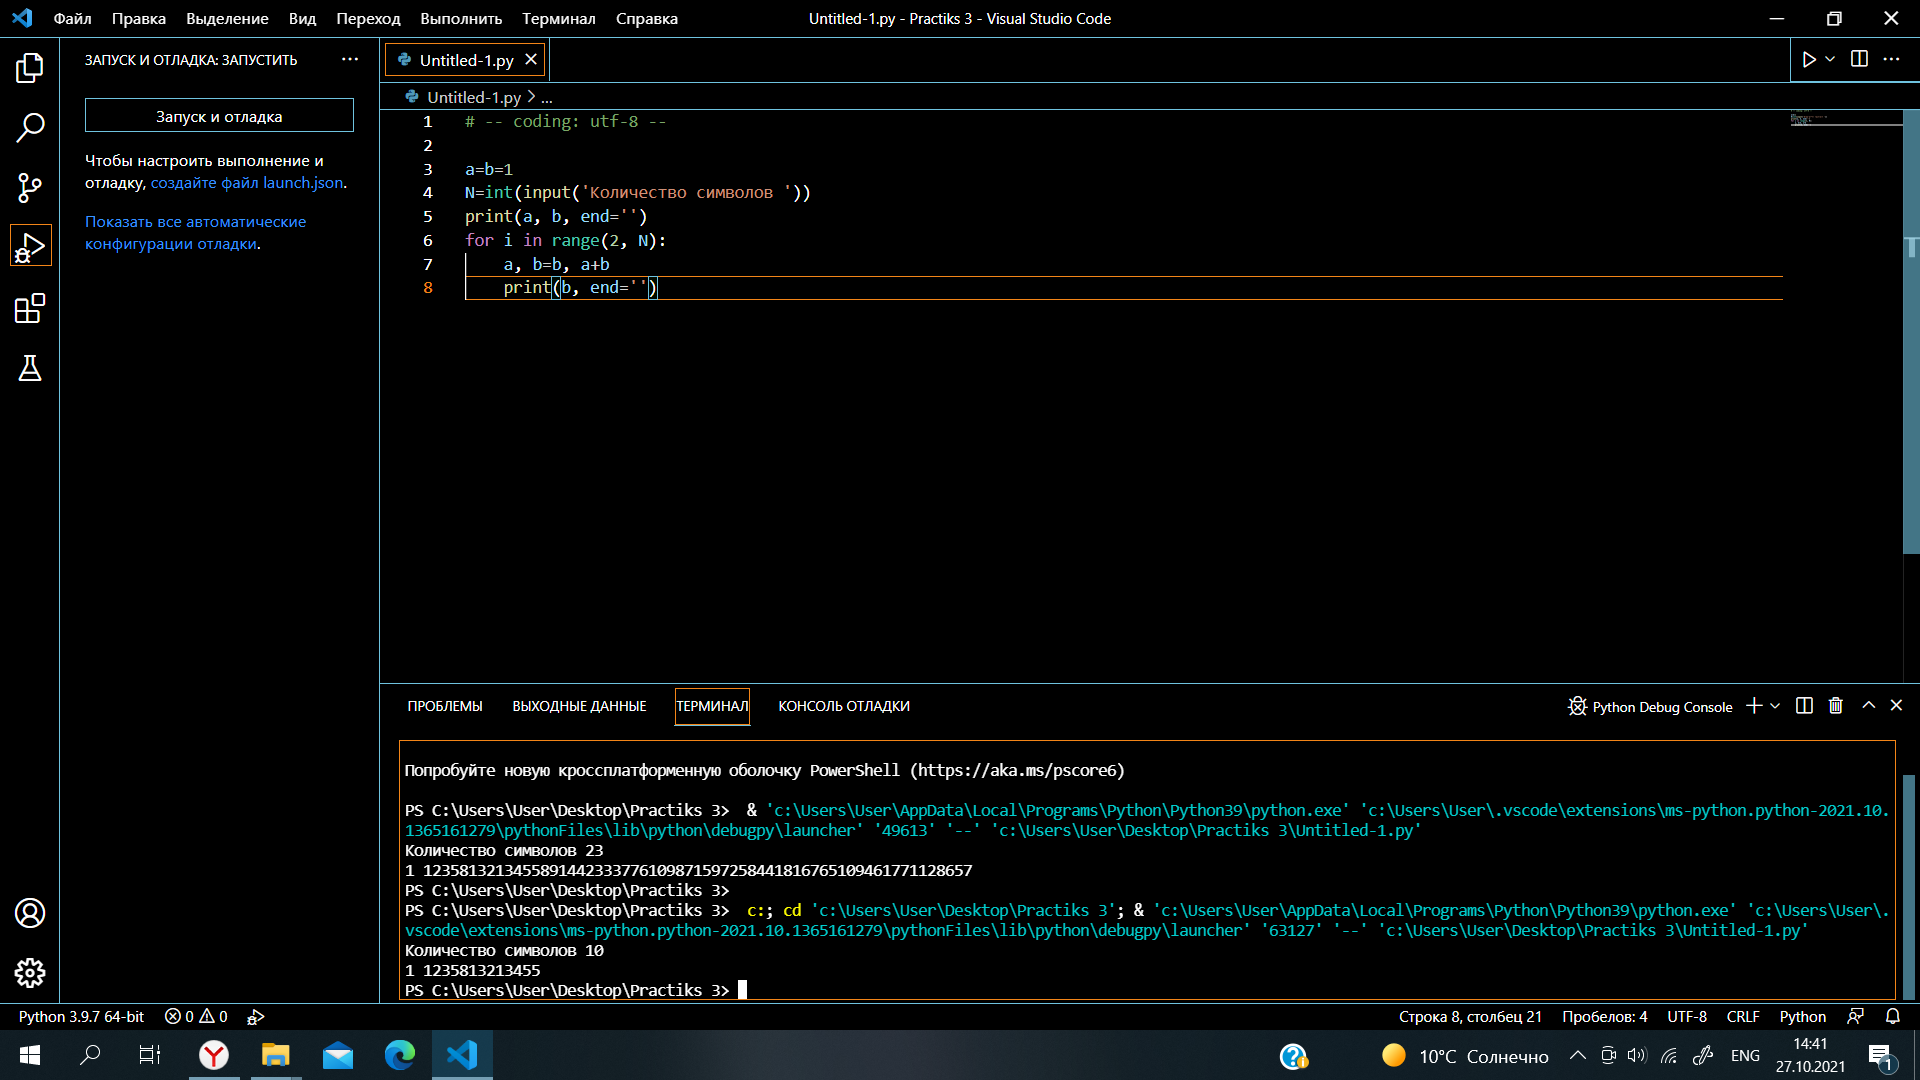 Файл Правка Выделение Вид Переход Выполнить Терминал Справка
Untitled-1.py - Practiks 3 - Visual Studio Code
ЗАПУСК И ОТЛАДКА: ЗАПУСТИТЬ ...
Запуск и отладка
Чтобы настроить выполнение и
отладку, создайте файл launch.json.
Показать все автоматические
конфигурации отладки.
Untitled-1.py
Untitled-1.py > ...
1 # -- coding: utf-8 --
2
3 a=b=1
4 N=int(input('Количество символов '))
5 print(a, b, end='')
6 for i in range(2, N):
7     a, b=b, a+b
8     print(b, end='')
ПРОБЛЕМЫ ВЫХОДНЫЕ ДАННЫЕ ТЕРМИНАЛ КОНСОЛЬ ОТЛАДКИ
Python Debug Console
Попробуйте новую кроссплатформенную оболочку PowerShell (https://aka.ms/pscore6)
PS C:\Users\User\Desktop\Practiks 3>  & 'c:\Users\User\AppData\Local\Programs\Python\Python39\python.exe' 'c:\Users\User\.vscode\extensions\ms-python.python-2021.10.
1365161279\pythonFiles\lib\python\debugpy\launcher' '49613' '--' 'c:\Users\User\Desktop\Practiks 3\Untitled-1.py'
Количество символов 23
1 123581321345589144233377610987159725844181676510946177112​8657
PS C:\Users\User\Desktop\Practiks 3>
PS C:\Users\User\Desktop\Practiks 3>  c:; cd 'c:\Users\User\Desktop\Practiks 3'; & 'c:\Users\User\AppData\Local\Programs\Python\Python39\python.exe' 'c:\Users\User\.
vscode\extensions\ms-python.python-2021.10.1365161279\pythonFiles\lib\python\debugpy\launcher' '63127' '--' 'c:\Users\User\Desktop\Practiks 3\Untitled-1.py'
Количество символов 10
1 1235813213455
PS C:\Users\User\Desktop\Practiks 3>
Python 3.9.7 64-bit 0 0
Строка 8, столбец 21 Пробелов: 4 UTF-8 CRLF Python
10°C Солнечно ENG
14:41
27.10.2021
1